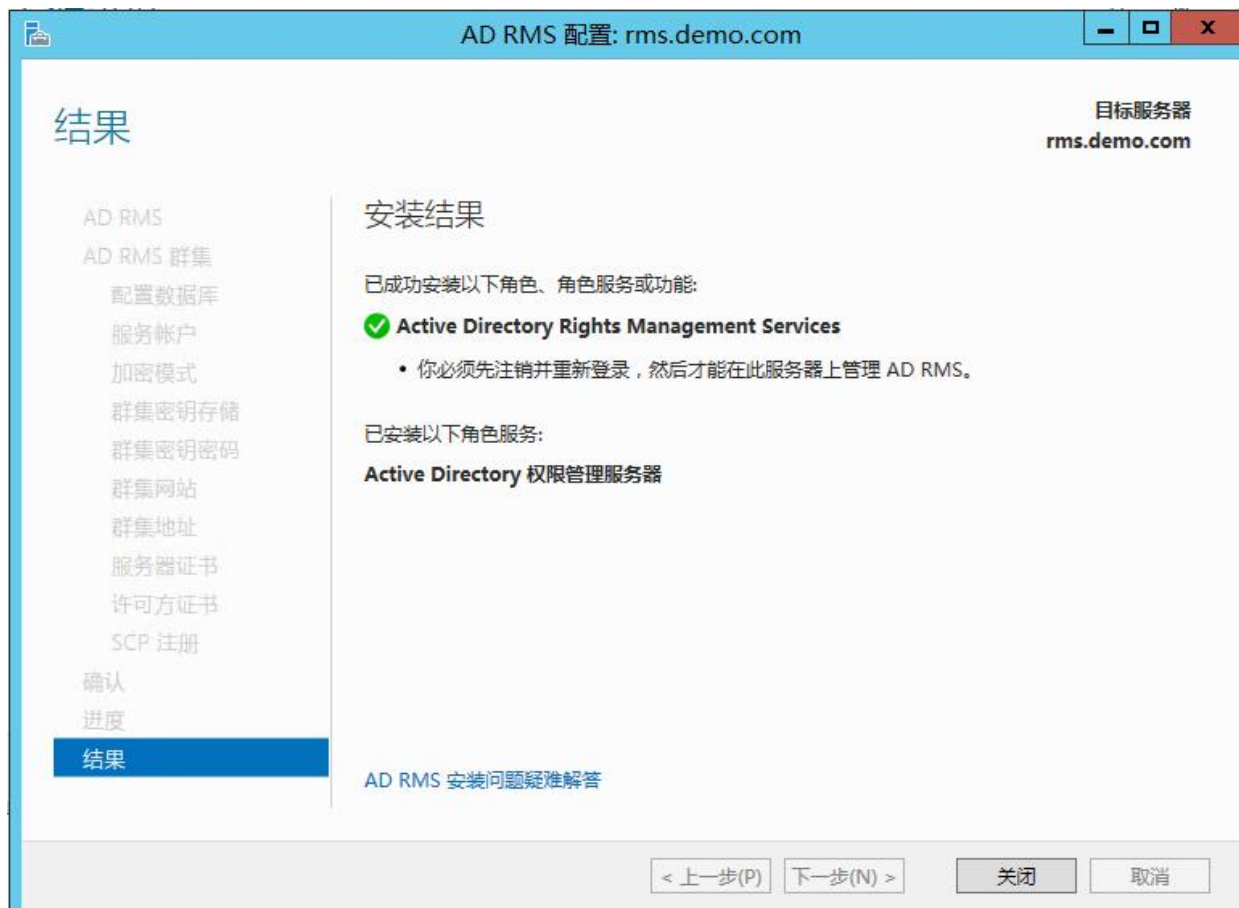 AD RMS 配置: rms.demo.com
结果
目标服务器
rms.demo.com
AD RMS
AD RMS 群集
配置数据库
服务帐户
加密模式
群集密钥存储
群集密钥密码
群集网站
群集地址
服务器证书
许可方证书
SCP 注册
确认
进度
结果
安装结果
已成功安装以下角色、角色服务或功能:
Active Directory Rights Management Services
• 你必须先注销并重新登录，然后才能在此服务器上管理 AD RMS。
已安装以下角色服务:
Active Directory 权限管理服务器
AD RMS 安装问题疑难解答
< 上一步(P)
下一步(N) >
关闭
取消